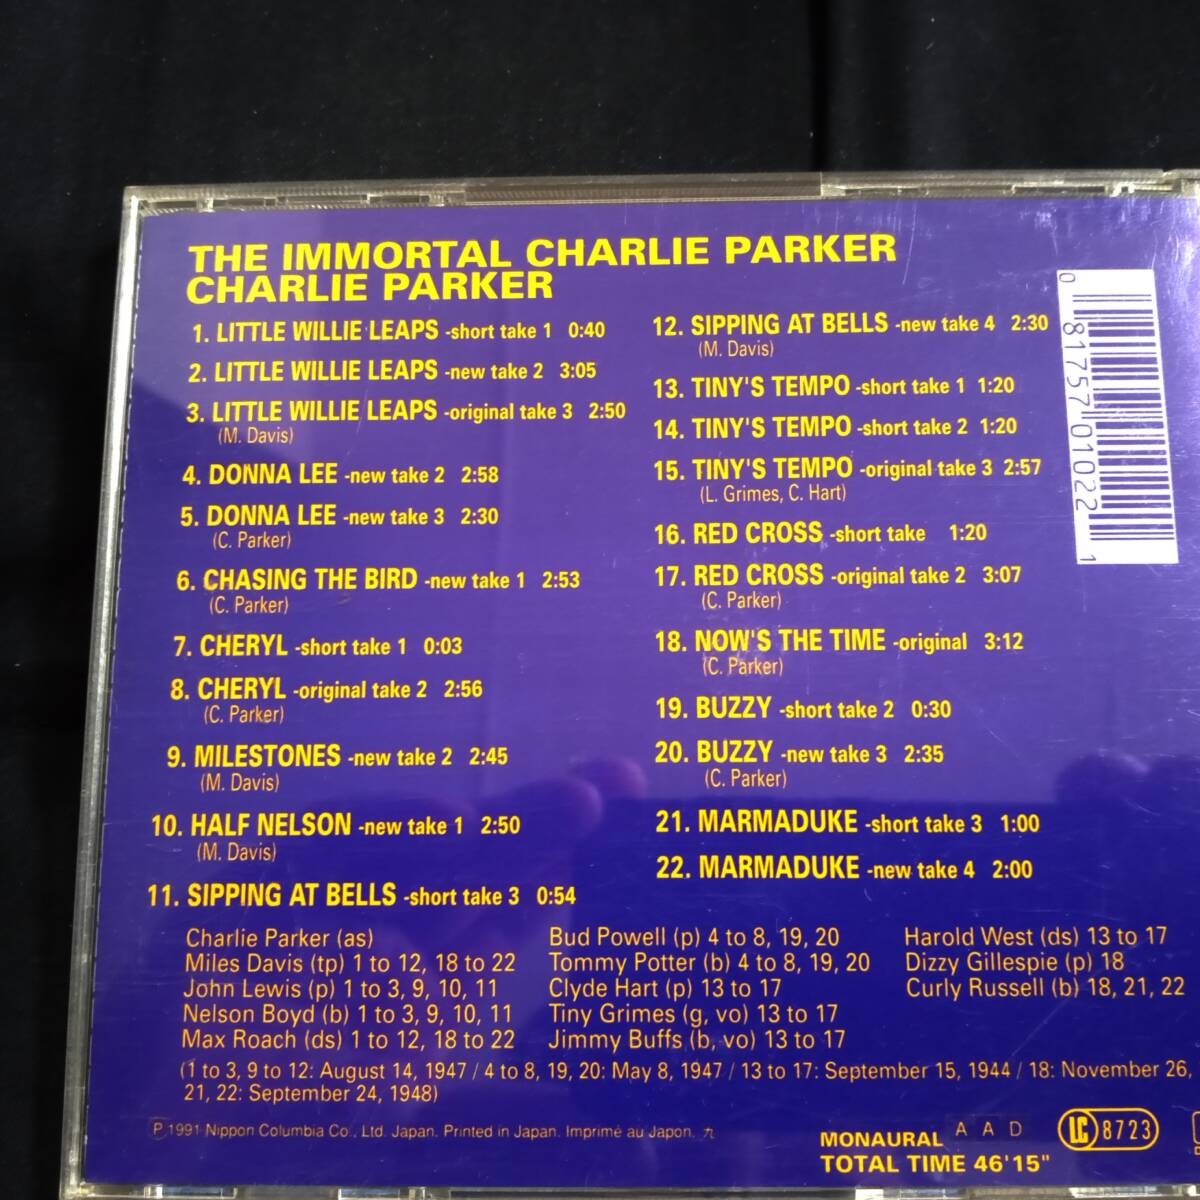 THE IMMORTAL CHARLIE PARKER
CHARLIE PARKER
1. LITTLE WILLIE LEAPS -short take 1 0:40
2. LITTLE WILLIE LEAPS -new take 2 3:05
3. LITTLE WILLIE LEAPS -original take 3 2:50
(M. Davis)
4. DONNA LEE -new take 2 2:58
5. DONNA LEE -new take 3 2:30
(C. Parker)
6. CHASING THE BIRD -new take 1 2:53
(C. Parker)
7. CHERYL -short take 1 0:03
8. CHERYL -original take 2 2:56
(C. Parker)
9. MILESTONES -new take 2 2:45
(M. Davis)
10. HALF NELSON -new take 1 2:50
(M. Davis)
11. SIPPING AT BELLS -short take 3 0:54
12. SIPPING AT BELLS -new take 4 2:30
(M. Davis)
13. TINY'S TEMPO -short take 1 1:20
14. TINY'S TEMPO -short take 2 1:20
15. TINY'S TEMPO -original take 3 2:57
(L. Grimes, C. Hart)
16. RED CROSS -short take 1:20
17. RED CROSS -original take 2 3:07
(C. Parker)
18. NOW'S THE TIME -original 3:12
(C. Parker)
19. BUZZY -short take 2 0:30
20. BUZZY -new take 3 2:35
(C. Parker)
21. MARMADUKE -short take 3 1:00
22. MARMADUKE -new take 4 2:00
0 81757 01022 1
Charlie Parker (as)
Miles Davis (tp) 1 to 12, 18 to 22
John Lewis (p) 1 to 3, 9, 10, 11
Nelson Boyd (b) 1 to 3, 9, 10, 11
Max Roach (ds) 1 to 12, 18 to 22
Bud Powell (p) 4 to 8, 19, 20
Tommy Potter (b) 4 to 8, 19, 20
Clyde Hart (p) 13 to 17
Tiny Grimes (g, vo) 13 to 17
Jimmy Buffs (b, vo) 13 to 17
Harold West (ds) 13 to 17
Dizzy Gillespie (p) 18
Curly Russell (b) 18, 21, 22
(1 to 3, 9 to 12: August 14, 1947 / 4 to 8, 19, 20: May 8, 1947 / 13 to 17: September 15, 1944 / 18: November 26,
21, 22: September 24, 1948)
Ⓟ 1991 Nippon Columbia Co., Ltd. Japan. Printed in Japan. Imprimé au Japon. 九
MONAURAL A A D
TOTAL TIME 46'15"
LC 8723